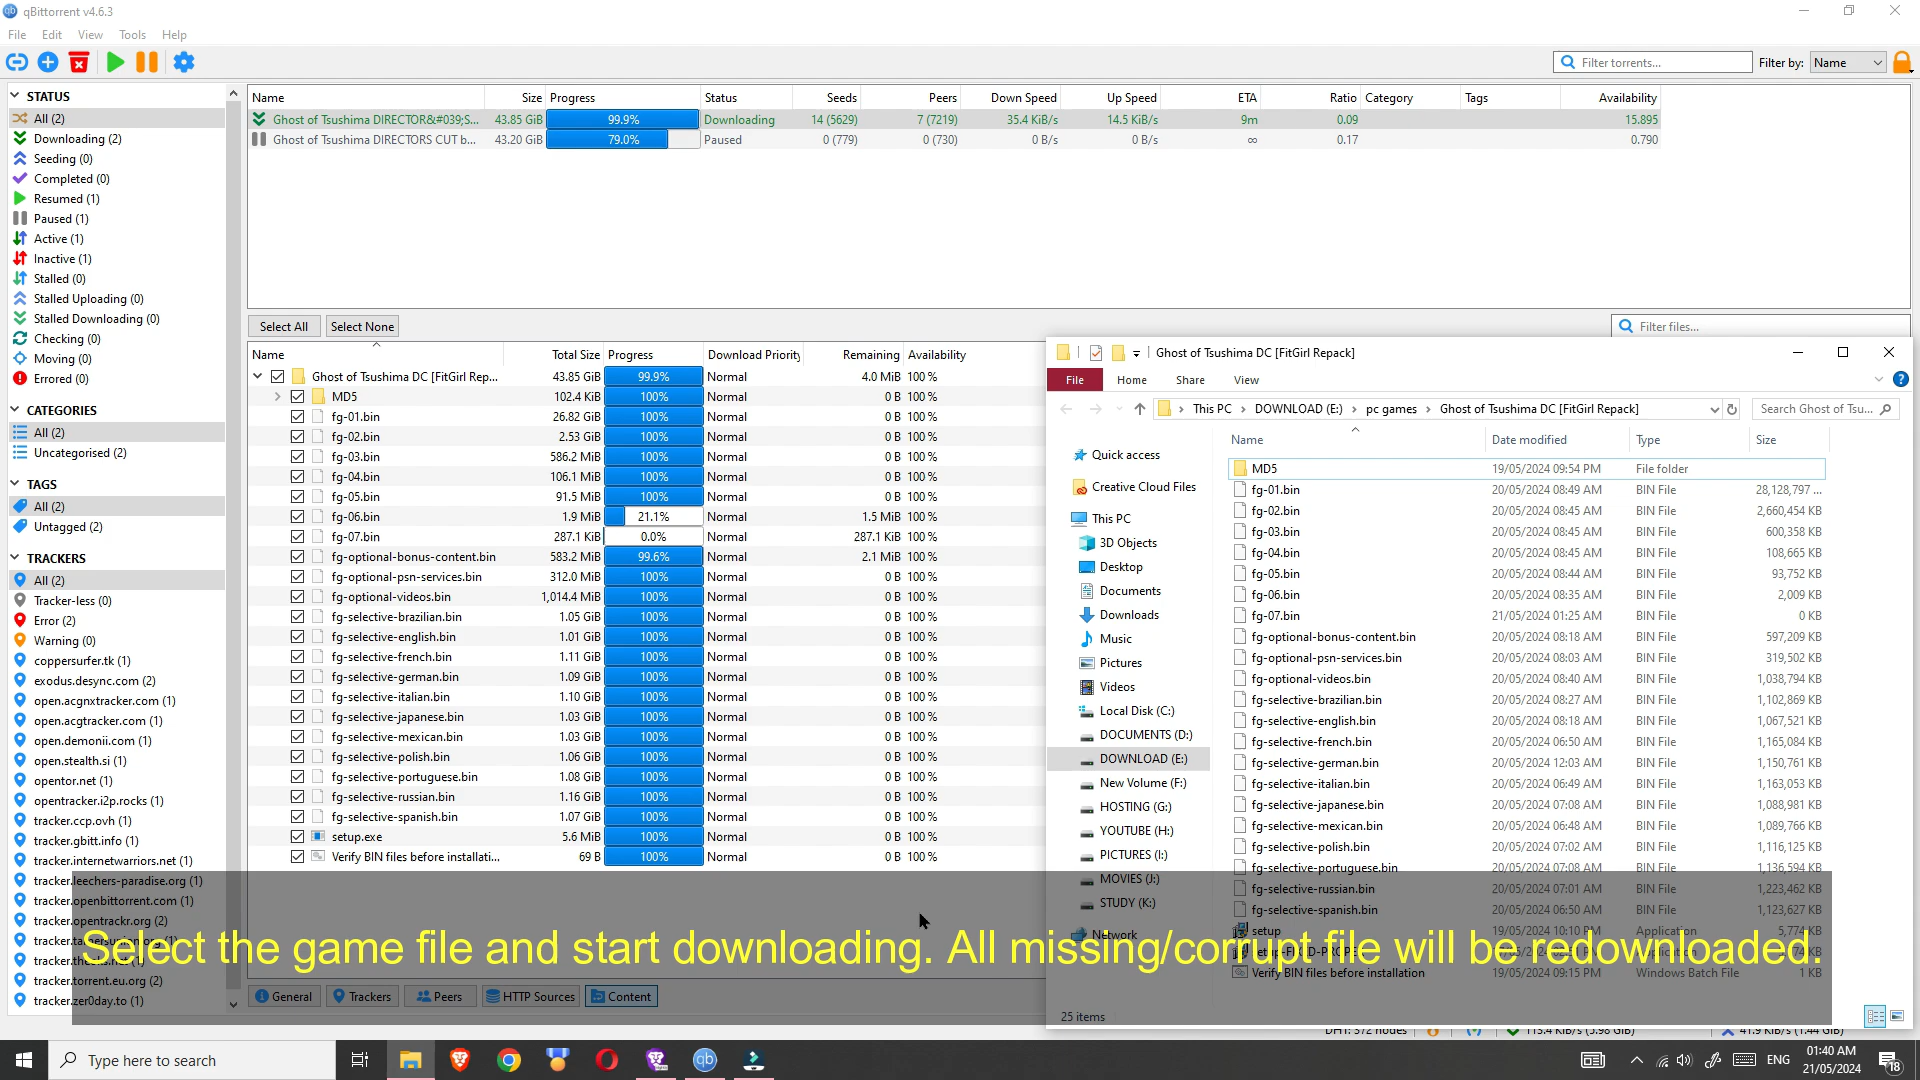 qBittorrent v4.6.3
File Edit View Tools Help
Filter torrents...
Filter by: Name
STATUS
All (2)
Downloading (2)
Seeding (0)
Completed (0)
Resumed (1)
Paused (1)
Active (1)
Inactive (1)
Stalled (0)
Stalled Uploading (0)
Stalled Downloading (0)
Checking (0)
Moving (0)
Errored (0)
CATEGORIES
All (2)
Uncategorised (2)
TAGS
All (2)
Untagged (2)
TRACKERS
All (2)
Tracker-less (0)
Error (2)
Warning (0)
coppersurfer.tk (1)
exodus.desync.com (2)
open.acgnxtracker.com (1)
open.acgtracker.com (1)
open.demonii.com (1)
open.stealth.si (1)
opentor.net (1)
opentracker.i2p.rocks (1)
tracker.ccp.ovh (1)
tracker.gbitt.info (1)
tracker.internetwarriors.net (1)
tracker.leechers-paradise.org (1)
tracker.openbittorrent.com (1)
tracker.opentrackr.org (2)
tracker.torrent.eu.org (2)
tracker.zer0day.to (1)
Name Size Progress Status Seeds Peers Down Speed Up Speed ETA Ratio Category Tags Availability
Ghost of Tsushima DIRECTOR&#039;S... 43.85 GiB 99.9% Downloading 14 (5629) 7 (7219) 35.4 KiB/s 14.5 KiB/s 9m 0.09 15.895
Ghost of Tsushima DIRECTORS CUT b... 43.20 GiB 79.0% Paused 0 (779) 0 (730) 0 B/s 0 B/s ∞ 0.17 0.790
Select All Select None
Filter files...
Name Total Size Progress Download Priority Remaining Availability
Ghost of Tsushima DC [FitGirl Rep... 43.85 GiB 99.9% Normal 4.0 MiB 100 %
MD5 102.4 KiB 100% Normal 0 B 100 %
fg-01.bin 26.82 GiB 100% Normal 0 B 100 %
fg-02.bin 2.53 GiB 100% Normal 0 B 100 %
fg-03.bin 586.2 MiB 100% Normal 0 B 100 %
fg-04.bin 106.1 MiB 100% Normal 0 B 100 %
fg-05.bin 91.5 MiB 100% Normal 0 B 100 %
fg-06.bin 1.9 MiB 21.1% Normal 1.5 MiB 100 %
fg-07.bin 287.1 KiB 0.0% Normal 287.1 KiB 100 %
fg-optional-bonus-content.bin 583.2 MiB 99.6% Normal 2.1 MiB 100 %
fg-optional-psn-services.bin 312.0 MiB 100% Normal 0 B 100 %
fg-optional-videos.bin 1,014.4 MiB 100% Normal 0 B 100 %
fg-selective-brazilian.bin 1.05 GiB 100% Normal 0 B 100 %
fg-selective-english.bin 1.01 GiB 100% Normal 0 B 100 %
fg-selective-french.bin 1.11 GiB 100% Normal 0 B 100 %
fg-selective-german.bin 1.09 GiB 100% Normal 0 B 100 %
fg-selective-italian.bin 1.10 GiB 100% Normal 0 B 100 %
fg-selective-japanese.bin 1.03 GiB 100% Normal 0 B 100 %
fg-selective-mexican.bin 1.03 GiB 100% Normal 0 B 100 %
fg-selective-polish.bin 1.06 GiB 100% Normal 0 B 100 %
fg-selective-portuguese.bin 1.08 GiB 100% Normal 0 B 100 %
fg-selective-russian.bin 1.16 GiB 100% Normal 0 B 100 %
fg-selective-spanish.bin 1.07 GiB 100% Normal 0 B 100 %
setup.exe 5.6 MiB 100% Normal 0 B 100 %
Verify BIN files before installati... 69 B 100% Normal 0 B 100 %
General Trackers Peers HTTP Sources Content
Ghost of Tsushima DC [FitGirl Repack]
File Home Share View
This PC DOWNLOAD (E:) pc games Ghost of Tsushima DC [FitGirl Repack]
Search Ghost of Tsu...
Quick access
Creative Cloud Files
This PC
3D Objects
Desktop
Documents
Downloads
Music
Pictures
Videos
Local Disk (C:)
DOCUMENTS (D:)
DOWNLOAD (E:)
New Volume (F:)
HOSTING (G:)
YOUTUBE (H:)
PICTURES (I:)
MOVIES (J:)
STUDY (K:)
Network
Name Date modified Type Size
MD5 19/05/2024 09:54 PM File folder
fg-01.bin 20/05/2024 08:49 AM BIN File 28,128,797 ...
fg-02.bin 20/05/2024 08:45 AM BIN File 2,660,454 KB
fg-03.bin 20/05/2024 08:45 AM BIN File 600,358 KB
fg-04.bin 20/05/2024 08:45 AM BIN File 108,665 KB
fg-05.bin 20/05/2024 08:44 AM BIN File 93,752 KB
fg-06.bin 20/05/2024 08:35 AM BIN File 2,009 KB
fg-07.bin 21/05/2024 01:25 AM BIN File 0 KB
fg-optional-bonus-content.bin 20/05/2024 08:18 AM BIN File 597,209 KB
fg-optional-psn-services.bin 20/05/2024 08:03 AM BIN File 319,502 KB
fg-optional-videos.bin 20/05/2024 08:40 AM BIN File 1,038,794 KB
fg-selective-brazilian.bin 20/05/2024 08:27 AM BIN File 1,102,869 KB
fg-selective-english.bin 20/05/2024 08:18 AM BIN File 1,067,521 KB
fg-selective-french.bin 20/05/2024 06:50 AM BIN File 1,165,084 KB
fg-selective-german.bin 20/05/2024 12:03 AM BIN File 1,150,761 KB
fg-selective-italian.bin 20/05/2024 06:49 AM BIN File 1,163,053 KB
fg-selective-japanese.bin 20/05/2024 07:08 AM BIN File 1,088,981 KB
fg-selective-mexican.bin 20/05/2024 06:48 AM BIN File 1,089,766 KB
fg-selective-polish.bin 20/05/2024 07:02 AM BIN File 1,116,125 KB
fg-selective-portuguese.bin 20/05/2024 07:08 AM BIN File 1,136,594 KB
fg-selective-russian.bin 20/05/2024 07:01 AM BIN File 1,223,462 KB
fg-selective-spanish.bin 20/05/2024 06:50 AM BIN File 1,123,627 KB
setup 19/05/2024 10:10 PM Application 5,774 KB
Verify BIN files before installation 19/05/2024 09:15 PM Windows Batch File 1 KB
25 items
Select the game file and start downloading. All missing/corrupt file will be redownloaded.
DHT: 372 nodes 113.4 KiB/s (5.98 GiB) 41.9 KiB/s (1.44 GiB)
Type here to search
ENG
01:40 AM
21/05/2024
18